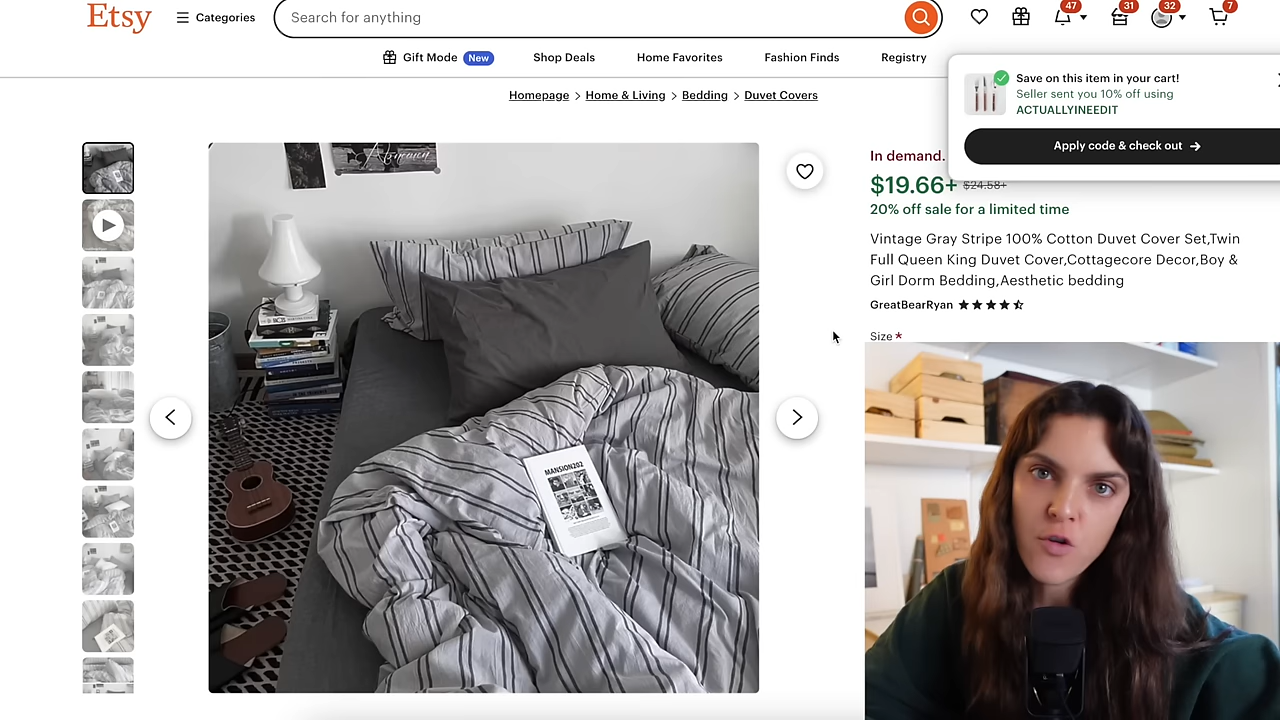 Etsy
Categories
Search for anything
47
31
32
7
Gift Mode New
Shop Deals
Home Favorites
Fashion Finds
Registry
Save on this item in your cart!
Seller sent you 10% off using
ACTUALLYINEEDIT
Apply code & check out
Homepage > Home & Living > Bedding > Duvet Covers
In demand.
$19.66+ $24.58+
20% off sale for a limited time
Vintage Gray Stripe 100% Cotton Duvet Cover Set,Twin
Full Queen King Duvet Cover,Cottagecore Decor,Boy &
Girl Dorm Bedding,Aesthetic bedding
GreatBearRyan
Size *
MANSION202